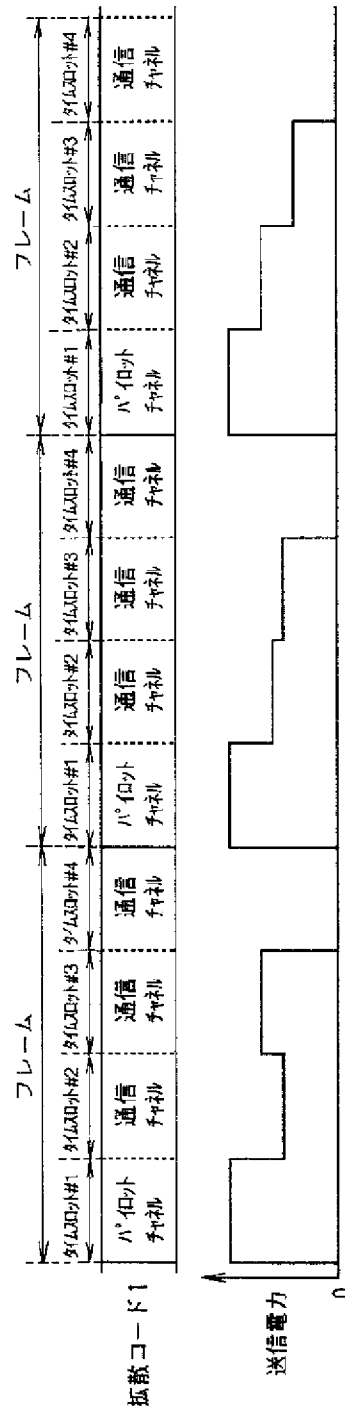 フレーム
フレーム
フレーム
タイムスロット#1
タイムスロット#2
タイムスロット#3
タイムスロット#4
タイムスロット#1
タイムスロット#2
タイムスロット#3
タイムスロット#4
タイムスロット#1
タイムスロット#2
タイムスロット#3
タイムスロット#4
拡散コード1
パイロット
チャネル
通信
チャネル
通信
チャネル
通信
チャネル
パイロット
チャネル
通信
チャネル
通信
チャネル
通信
チャネル
パイロット
チャネル
通信
チャネル
通信
チャネル
通信
チャネル
送信電力
0